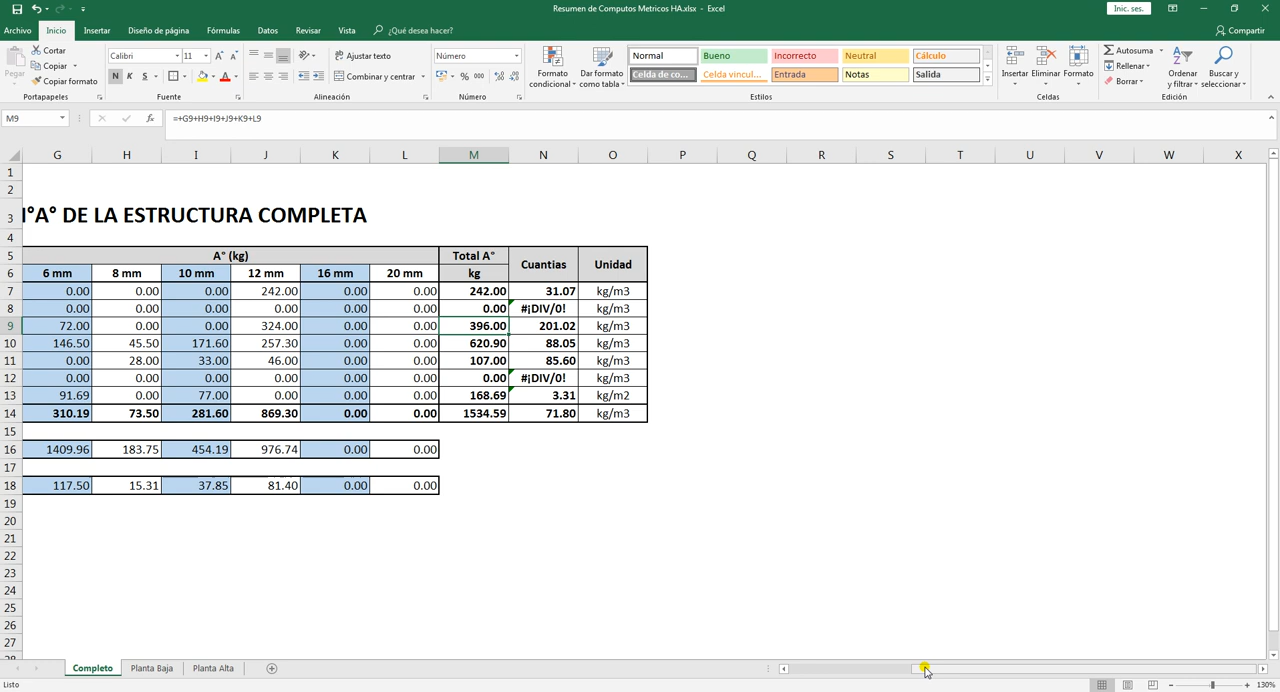 Resumen de Computos Metricos HA.xlsx - Excel
Inic. ses.
Archivo Inicio Insertar Diseño de página Fórmulas Datos Revisar Vista ¿Qué desea hacer? Compartir
Pegar
Cortar
Copiar
Copiar formato
Portapapeles
Calibri 11
N K S
Fuente
Ajustar texto
Combinar y centrar
Alineación
Número
% 000
Número
Formato condicional
Dar formato como tabla
Normal Bueno Incorrecto Neutral Cálculo
Celda de co... Celda vincul... Entrada Notas Salida
Estilos
Insertar Eliminar Formato
Celdas
Autosuma
Rellenar
Borrar
Ordenar y filtrar
Buscar y seleccionar
Edición
M9 fx =+G9+H9+I9+J9+K9+L9
G H I J K L M N O P Q R S T U V W X
1
2
3 I°A° DE LA ESTRUCTURA COMPLETA
4
5 A° (kg) Total A° Cuantias Unidad
6 6 mm 8 mm 10 mm 12 mm 16 mm 20 mm kg
7 0.00 0.00 0.00 242.00 0.00 0.00 242.00 31.07 kg/m3
8 0.00 0.00 0.00 0.00 0.00 0.00 0.00 #¡DIV/0! kg/m3
9 72.00 0.00 0.00 324.00 0.00 0.00 396.00 201.02 kg/m3
10 146.50 45.50 171.60 257.30 0.00 0.00 620.90 88.05 kg/m3
11 0.00 28.00 33.00 46.00 0.00 0.00 107.00 85.60 kg/m3
12 0.00 0.00 0.00 0.00 0.00 0.00 0.00 #¡DIV/0! kg/m3
13 91.69 0.00 77.00 0.00 0.00 0.00 168.69 3.31 kg/m2
14 310.19 73.50 281.60 869.30 0.00 0.00 1534.59 71.80 kg/m3
15
16 1409.96 183.75 454.19 976.74 0.00 0.00
17
18 117.50 15.31 37.85 81.40 0.00 0.00
19
20
21
22
23
24
25
26
27
28
Completo Planta Baja Planta Alta
Listo 130%